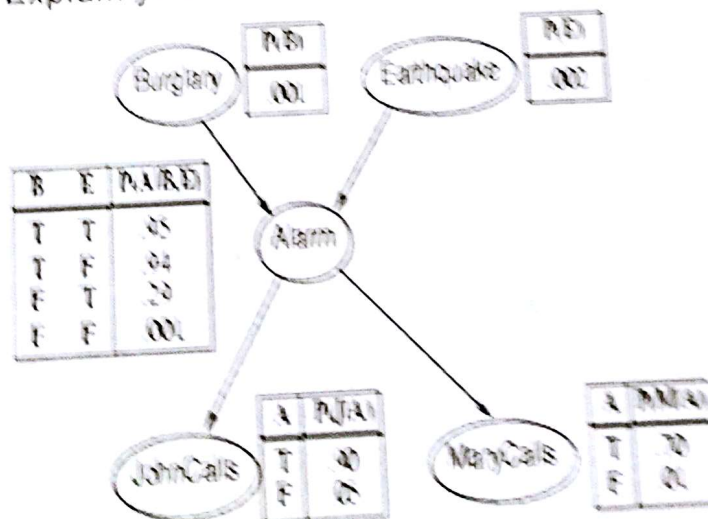 P(B)
Burglary
.001
P(E)
Earthquake
.002
B E P(A|B,E)
T T .95
T F .94
F T .29
F F .001
Alarm
A P(J|A)
T .90
F .05
JohnCalls
A P(M|A)
T .70
F .01
MaryCalls